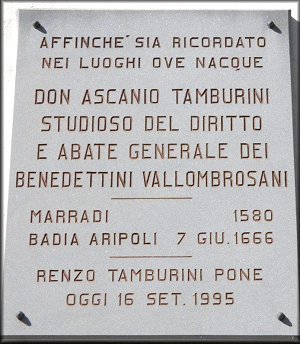 AFFINCHE' SIA RICORDATO
NEI LUOGHI OVE NACQUE
DON ASCANIO TAMBURINI
STUDIOSO DEL DIRITTO
E ABATE GENERALE DEI
BENEDETTINI VALLOMBROSANI
MARRADI 1580
BADIA ARIPOLI 7 GIU. 1666
RENZO TAMBURINI PONE
OGGI 16 SET. 1995